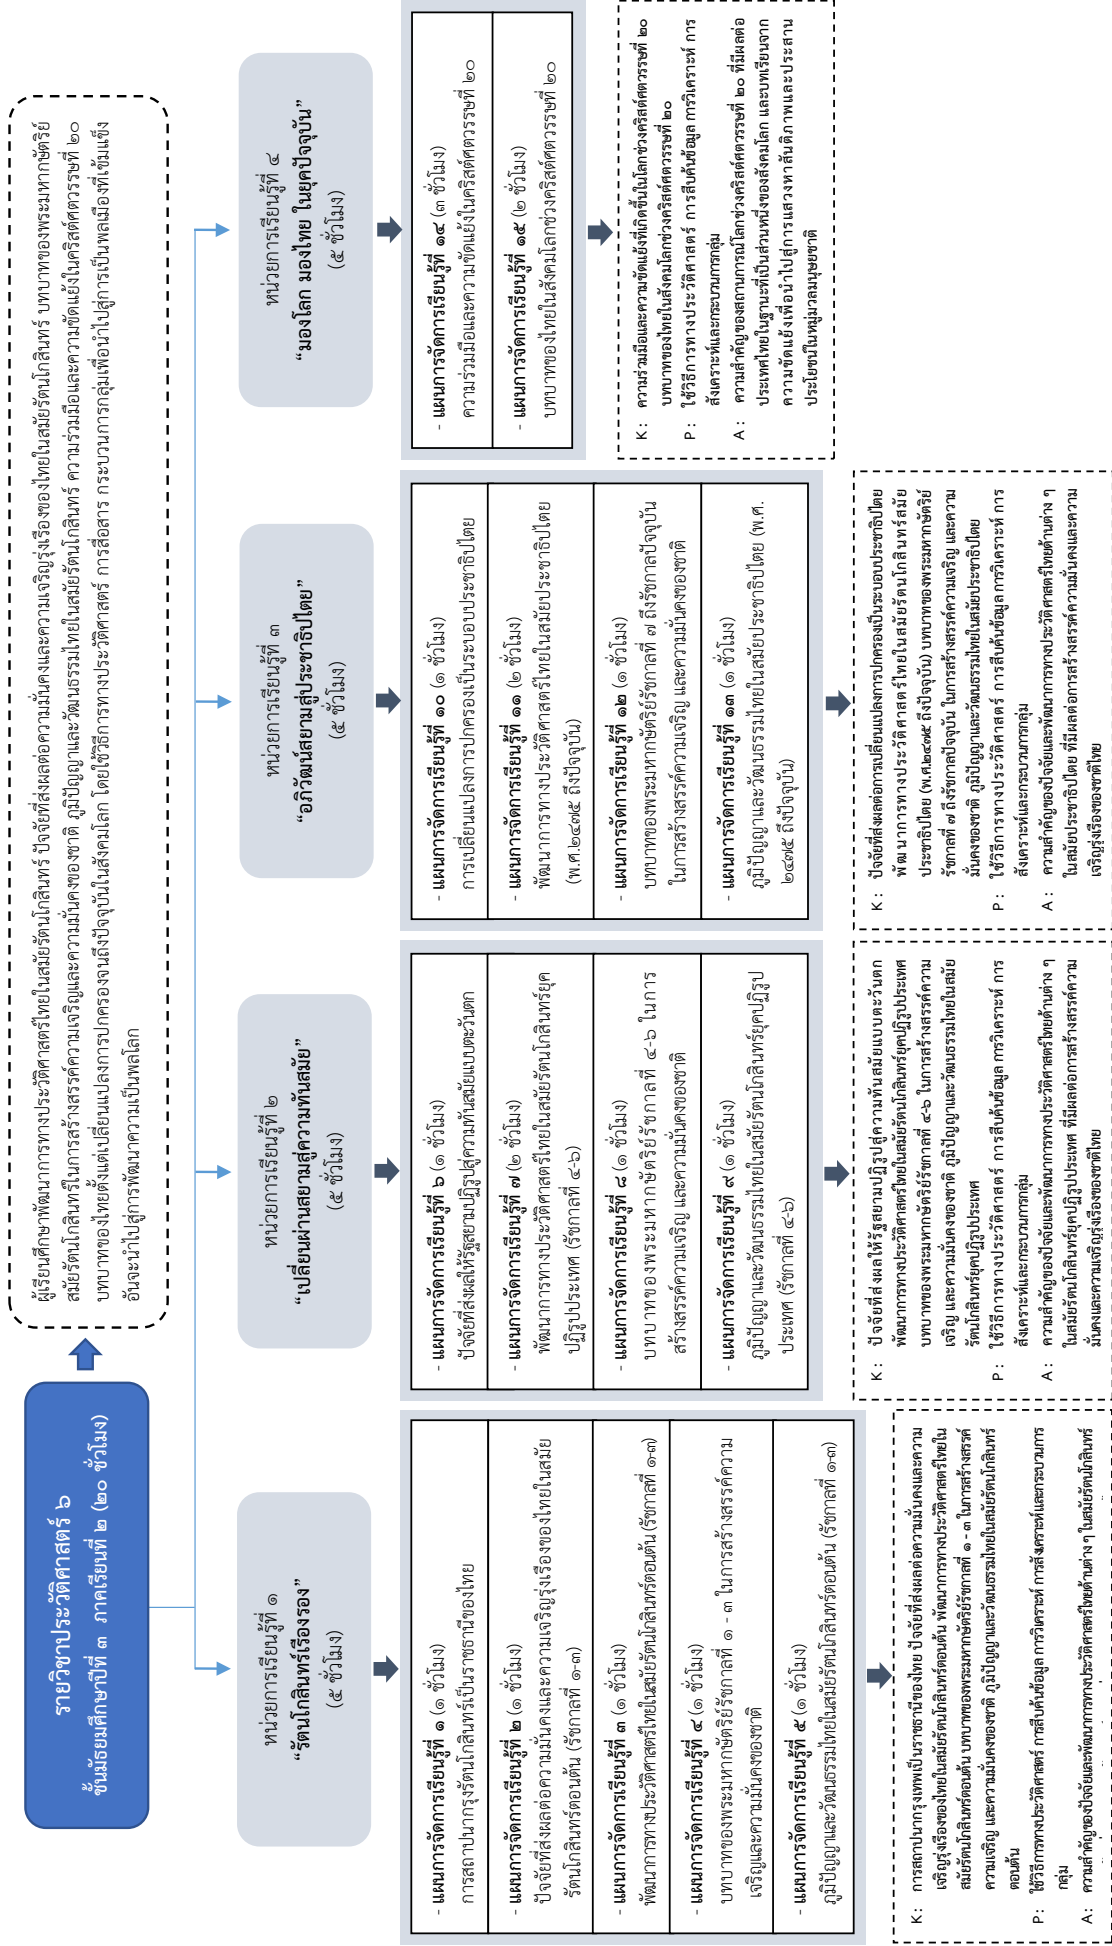 รายวิชาประวัติศาสตร์ ๖
ชั้นมัธยมศึกษาปีที่ ๓ ภาคเรียนที่ ๒ (๒๐ ชั่วโมง)
ผู้เรียนศึกษาพัฒนาการทางประวัติศาสตร์ไทยในสมัยรัตนโกสินทร์ ปัจจัยที่ส่งผลต่อความมั่นคงและความเจริญรุ่งเรืองของไทยในสมัยรัตนโกสินทร์ บทบาทของพระมหากษัตริย์
สมัยรัตนโกสินทร์ในการสร้างสรรค์ความเจริญและความมั่นคงของชาติ ภูมิปัญญาและวัฒนธรรมไทยในสมัยรัตนโกสินทร์ ความร่วมมือและความขัดแย้งในคริสต์ศตวรรษที่ ๒๐
บทบาทของไทยตั้งแต่เปลี่ยนแปลงการปกครองจนถึงปัจจุบันในสังคมโลก โดยใช้วิธีการทางประวัติศาสตร์ การสื่อสาร กระบวนการกลุ่มเพื่อนำไปสู่การเป็นพลเมืองที่เข้มแข็ง
อันจะนำไปสู่การพัฒนาความเป็นพลโลก
หน่วยการเรียนรู้ที่ ๑
“รัตนโกสินทร์เรืองรอง”
(๕ ชั่วโมง)
- แผนการจัดการเรียนรู้ที่ ๑ (๑ ชั่วโมง)
การสถาปนากรุงรัตนโกสินทร์เป็นราชธานีของไทย
- แผนการจัดการเรียนรู้ที่ ๒ (๑ ชั่วโมง)
ปัจจัยที่ส่งผลต่อความมั่นคงและความเจริญรุ่งเรืองของไทยในสมัย
รัตนโกสินทร์ตอนต้น (รัชกาลที่ ๑-๓)
- แผนการจัดการเรียนรู้ที่ ๓ (๑ ชั่วโมง)
พัฒนาการทางประวัติศาสตร์ไทยในสมัยรัตนโกสินทร์ตอนต้น (รัชกาลที่ ๑-๓)
- แผนการจัดการเรียนรู้ที่ ๔ (๑ ชั่วโมง)
บทบาทของพระมหากษัตริย์รัชกาลที่ ๑ - ๓ ในการสร้างสรรค์ความ
เจริญและความมั่นคงของชาติ
- แผนการจัดการเรียนรู้ที่ ๕ (๑ ชั่วโมง)
ภูมิปัญญาและวัฒนธรรมไทยในสมัยรัตนโกสินทร์ตอนต้น (รัชกาลที่ ๑-๓)
K : การสถาปนากรุงเทพเป็นราชธานีของไทย ปัจจัยที่ส่งผลต่อความมั่นคงและความ
เจริญรุ่งเรืองของไทยในสมัยรัตนโกสินทร์ตอนต้น พัฒนาการทางประวัติศาสตร์ไทยใน
สมัยรัตนโกสินทร์ตอนต้น บทบาทของพระมหากษัตริย์รัชกาลที่ ๑ - ๓ ในการสร้างสรรค์
ความเจริญ และความมั่นคงของชาติ ภูมิปัญญาและวัฒนธรรมไทยในสมัยรัตนโกสินทร์
ตอนต้น
P : ใช้วิธีการทางประวัติศาสตร์ การสืบค้นข้อมูล การวิเคราะห์ การสังเคราะห์และกระบวนการ
กลุ่ม
A : ความสำคัญของปัจจัยและพัฒนาการทางประวัติศาสตร์ไทยด้านต่าง ๆ ในสมัยรัตนโกสินทร์
หน่วยการเรียนรู้ที่ ๒
“เปลี่ยนผ่านสยามสู่ความทันสมัย”
(๕ ชั่วโมง)
- แผนการจัดการเรียนรู้ที่ ๖ (๑ ชั่วโมง)
ปัจจัยที่ส่งผลให้รัฐสยามปฏิรูปสู่ความทันสมัยแบบตะวันตก
- แผนการจัดการเรียนรู้ที่ ๗ (๒ ชั่วโมง)
พัฒนาการทางประวัติศาสตร์ไทยในสมัยรัตนโกสินทร์ยุค
ปฏิรูปประเทศ (รัชกาลที่ ๔-๖)
- แผนการจัดการเรียนรู้ที่ ๘ (๑ ชั่วโมง)
บทบาทของพระมหากษัตริย์รัชกาลที่ ๔-๖ ในการ
สร้างสรรค์ความเจริญ และความมั่นคงของชาติ
- แผนการจัดการเรียนรู้ที่ ๙ (๑ ชั่วโมง)
ภูมิปัญญาและวัฒนธรรมไทยในสมัยรัตนโกสินทร์ยุคปฏิรูป
ประเทศ (รัชกาลที่ ๔-๖)
K : ปัจจัยที่ส่งผลให้รัฐสยามปฏิรูปสู่ความทันสมัยแบบตะวันตก
พัฒนาการทางประวัติศาสตร์ไทยในสมัยรัตนโกสินทร์ยุคปฏิรูปประเทศ
บทบาทของพระมหากษัตริย์รัชกาลที่ ๔-๖ ในการสร้างสรรค์ความ
เจริญ และความมั่นคงของชาติ ภูมิปัญญาและวัฒนธรรมไทยในสมัย
รัตนโกสินทร์ยุคปฏิรูปประเทศ
P : ใช้วิธีการทางประวัติศาสตร์ การสืบค้นข้อมูล การวิเคราะห์ การ
สังเคราะห์และกระบวนการกลุ่ม
A : ความสำคัญของปัจจัยและพัฒนาการทางประวัติศาสตร์ไทยด้านต่าง ๆ
ในสมัยรัตนโกสินทร์ยุคปฏิรูปประเทศ ที่มีผลต่อการสร้างสรรค์ความ
มั่นคงและความเจริญรุ่งเรืองของชาติไทย
หน่วยการเรียนรู้ที่ ๓
“อภิวัฒน์สยามสู่ประชาธิปไตย”
(๕ ชั่วโมง)
- แผนการจัดการเรียนรู้ที่ ๑๐ (๑ ชั่วโมง)
การเปลี่ยนแปลงการปกครองเป็นระบอบประชาธิปไตย
- แผนการจัดการเรียนรู้ที่ ๑๑ (๒ ชั่วโมง)
พัฒนาการทางประวัติศาสตร์ไทยในสมัยประชาธิปไตย
(พ.ศ.๒๔๗๕ ถึงปัจจุบัน)
- แผนการจัดการเรียนรู้ที่ ๑๒ (๑ ชั่วโมง)
บทบาทของพระมหากษัตริย์รัชกาลที่ ๗ ถึงรัชกาลปัจจุบัน
ในการสร้างสรรค์ความเจริญ และความมั่นคงของชาติ
- แผนการจัดการเรียนรู้ที่ ๑๓ (๑ ชั่วโมง)
ภูมิปัญญาและวัฒนธรรมไทยในสมัยประชาธิปไตย (พ.ศ.
๒๔๗๕ ถึงปัจจุบัน)
K : ปัจจัยที่ส่งผลต่อการเปลี่ยนแปลงการปกครองเป็นระบอบประชาธิปไตย
พัฒนาการทางประวัติศาสตร์ไทยในสมัยรัตนโกสินทร์สมัย
ประชาธิปไตย (พ.ศ.๒๔๗๕ ถึงปัจจุบัน) บทบาทของพระมหากษัตริย์
รัชกาลที่ ๗ ถึงรัชกาลปัจจุบัน ในการสร้างสรรค์ความเจริญ และความ
มั่นคงของชาติ ภูมิปัญญาและวัฒนธรรมไทยในสมัยประชาธิปไตย
P : ใช้วิธีการทางประวัติศาสตร์ การสืบค้นข้อมูล การวิเคราะห์ การ
สังเคราะห์และกระบวนการกลุ่ม
A : ความสำคัญของปัจจัยและพัฒนาการทางประวัติศาสตร์ไทยด้านต่าง ๆ
ในสมัยประชาธิปไตย ที่มีผลต่อการสร้างสรรค์ความมั่นคงและความ
เจริญรุ่งเรืองของชาติไทย
หน่วยการเรียนรู้ที่ ๔
“มองโลก มองไทย ในยุคปัจจุบัน”
(๕ ชั่วโมง)
- แผนการจัดการเรียนรู้ที่ ๑๔ (๓ ชั่วโมง)
ความร่วมมือและความขัดแย้งในคริสต์ศตวรรษที่ ๒๐
- แผนการจัดการเรียนรู้ที่ ๑๕ (๒ ชั่วโมง)
บทบาทของไทยในสังคมโลกช่วงคริสต์ศตวรรษที่ ๒๐
K : ความร่วมมือและความขัดแย้งที่เกิดขึ้นในโลกช่วงคริสต์ศตวรรษที่ ๒๐
บทบาทของไทยในสังคมโลกช่วงคริสต์ศตวรรษที่ ๒๐
P : ใช้วิธีการทางประวัติศาสตร์ การสืบค้นข้อมูล การวิเคราะห์ การ
สังเคราะห์และกระบวนการกลุ่ม
A : ความสำคัญของสถานการณ์โลกช่วงคริสต์ศตวรรษที่ ๒๐ ที่มีผลต่อ
ประเทศไทยในฐานะที่เป็นส่วนหนึ่งของสังคมโลก และบทเรียนจาก
ความขัดแย้งเพื่อนำไปสู่การแสวงหาสันติภาพและประสาน
ประโยชน์ในหมู่มวลมนุษยชาติ